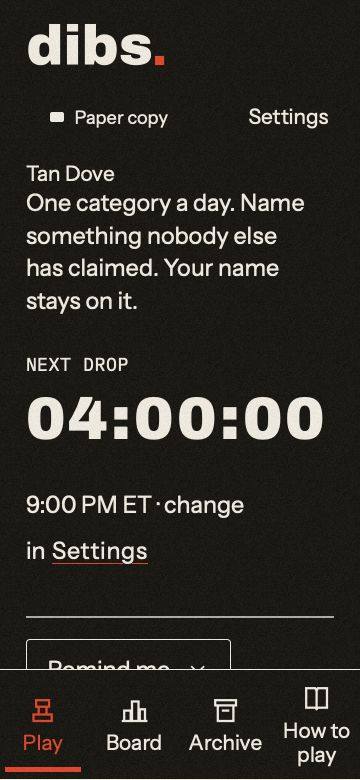 dibs.
Paper copy
Settings
Tan Dove
One category a day. Name
something nobody else
has claimed. Your name
stays on it.
NEXT DROP
04:00:00
9:00 PM ET · change
in Settings
Remind me
Play
Board
Archive
How to
play